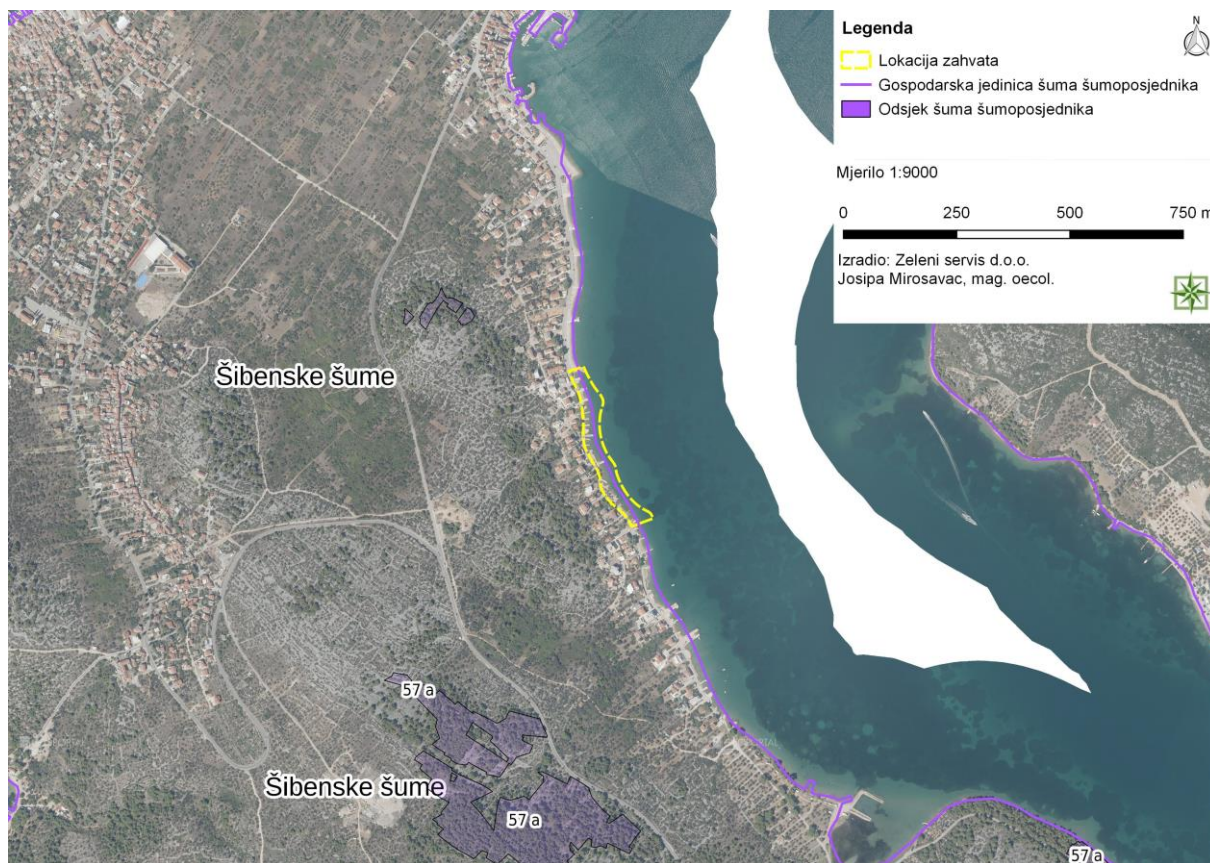 Legenda
N
Lokacija zahvata
Gospodarska jedinica šuma šumoposjednika
Odsjek šuma šumoposjednika
Mjerilo 1:9000
0 250 500 750 m
Izradio: Zeleni servis d.o.o.
Josipa Mirosavac, mag. oecol.
Šibenske šume
57 a
Šibenske šume
57 a
57 a